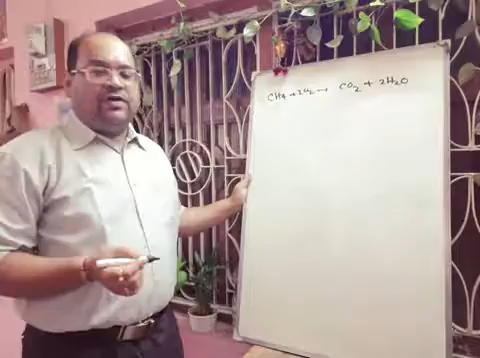 CH₄ + 2O₂ → CO₂ + 2H₂O